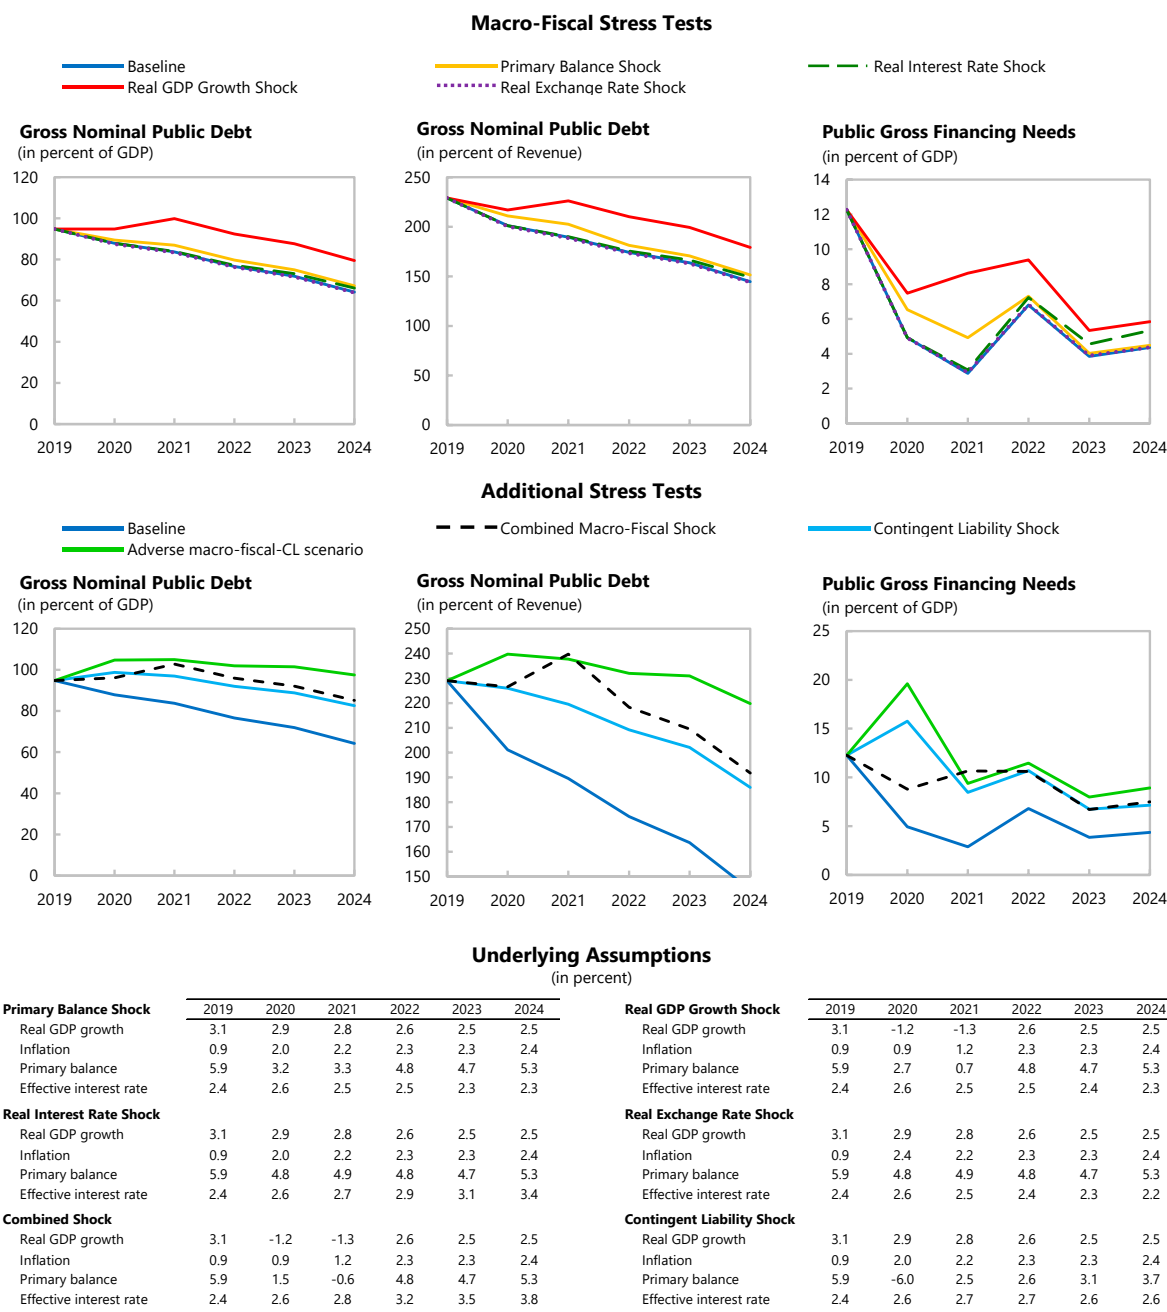 Macro-Fiscal Stress Tests
Baseline Primary Balance Shock Real Interest Rate Shock
Real GDP Growth Shock Real Exchange Rate Shock
Gross Nominal Public Debt
(in percent of GDP)
120
100
80
60
40
20
0
2019 2020 2021 2022 2023 2024
Gross Nominal Public Debt
(in percent of Revenue)
250
200
150
100
50
0
2019 2020 2021 2022 2023 2024
Public Gross Financing Needs
(in percent of GDP)
14
12
10
8
6
4
2
0
2019 2020 2021 2022 2023 2024
Additional Stress Tests
Baseline Combined Macro-Fiscal Shock Contingent Liability Shock
Adverse macro-fiscal-CL scenario
Gross Nominal Public Debt
(in percent of GDP)
120
100
80
60
40
20
0
2019 2020 2021 2022 2023 2024
Gross Nominal Public Debt
(in percent of Revenue)
250
240
230
220
210
200
190
180
170
160
150
2019 2020 2021 2022 2023 2024
Public Gross Financing Needs
(in percent of GDP)
25
20
15
10
5
0
2019 2020 2021 2022 2023 2024
Underlying Assumptions
(in percent)
Primary Balance Shock 2019 2020 2021 2022 2023 2024
Real GDP growth 3.1 2.9 2.8 2.6 2.5 2.5
Inflation 0.9 2.0 2.2 2.3 2.3 2.4
Primary balance 5.9 3.2 3.3 4.8 4.7 5.3
Effective interest rate 2.4 2.6 2.5 2.5 2.3 2.3
Real Interest Rate Shock
Real GDP growth 3.1 2.9 2.8 2.6 2.5 2.5
Inflation 0.9 2.0 2.2 2.3 2.3 2.4
Primary balance 5.9 4.8 4.9 4.8 4.7 5.3
Effective interest rate 2.4 2.6 2.7 2.9 3.1 3.4
Combined Shock
Real GDP growth 3.1 -1.2 -1.3 2.6 2.5 2.5
Inflation 0.9 0.9 1.2 2.3 2.3 2.4
Primary balance 5.9 1.5 -0.6 4.8 4.7 5.3
Effective interest rate 2.4 2.6 2.8 3.2 3.5 3.8
Real GDP Growth Shock 2019 2020 2021 2022 2023 2024
Real GDP growth 3.1 -1.2 -1.3 2.6 2.5 2.5
Inflation 0.9 0.9 1.2 2.3 2.3 2.4
Primary balance 5.9 2.7 0.7 4.8 4.7 5.3
Effective interest rate 2.4 2.6 2.5 2.5 2.4 2.3
Real Exchange Rate Shock
Real GDP growth 3.1 2.9 2.8 2.6 2.5 2.5
Inflation 0.9 2.4 2.2 2.3 2.3 2.4
Primary balance 5.9 4.8 4.9 4.8 4.7 5.3
Effective interest rate 2.4 2.6 2.5 2.4 2.3 2.2
Contingent Liability Shock
Real GDP growth 3.1 2.9 2.8 2.6 2.5 2.5
Inflation 0.9 2.0 2.2 2.3 2.3 2.4
Primary balance 5.9 -6.0 2.5 2.6 3.1 3.7
Effective interest rate 2.4 2.6 2.7 2.7 2.6 2.6